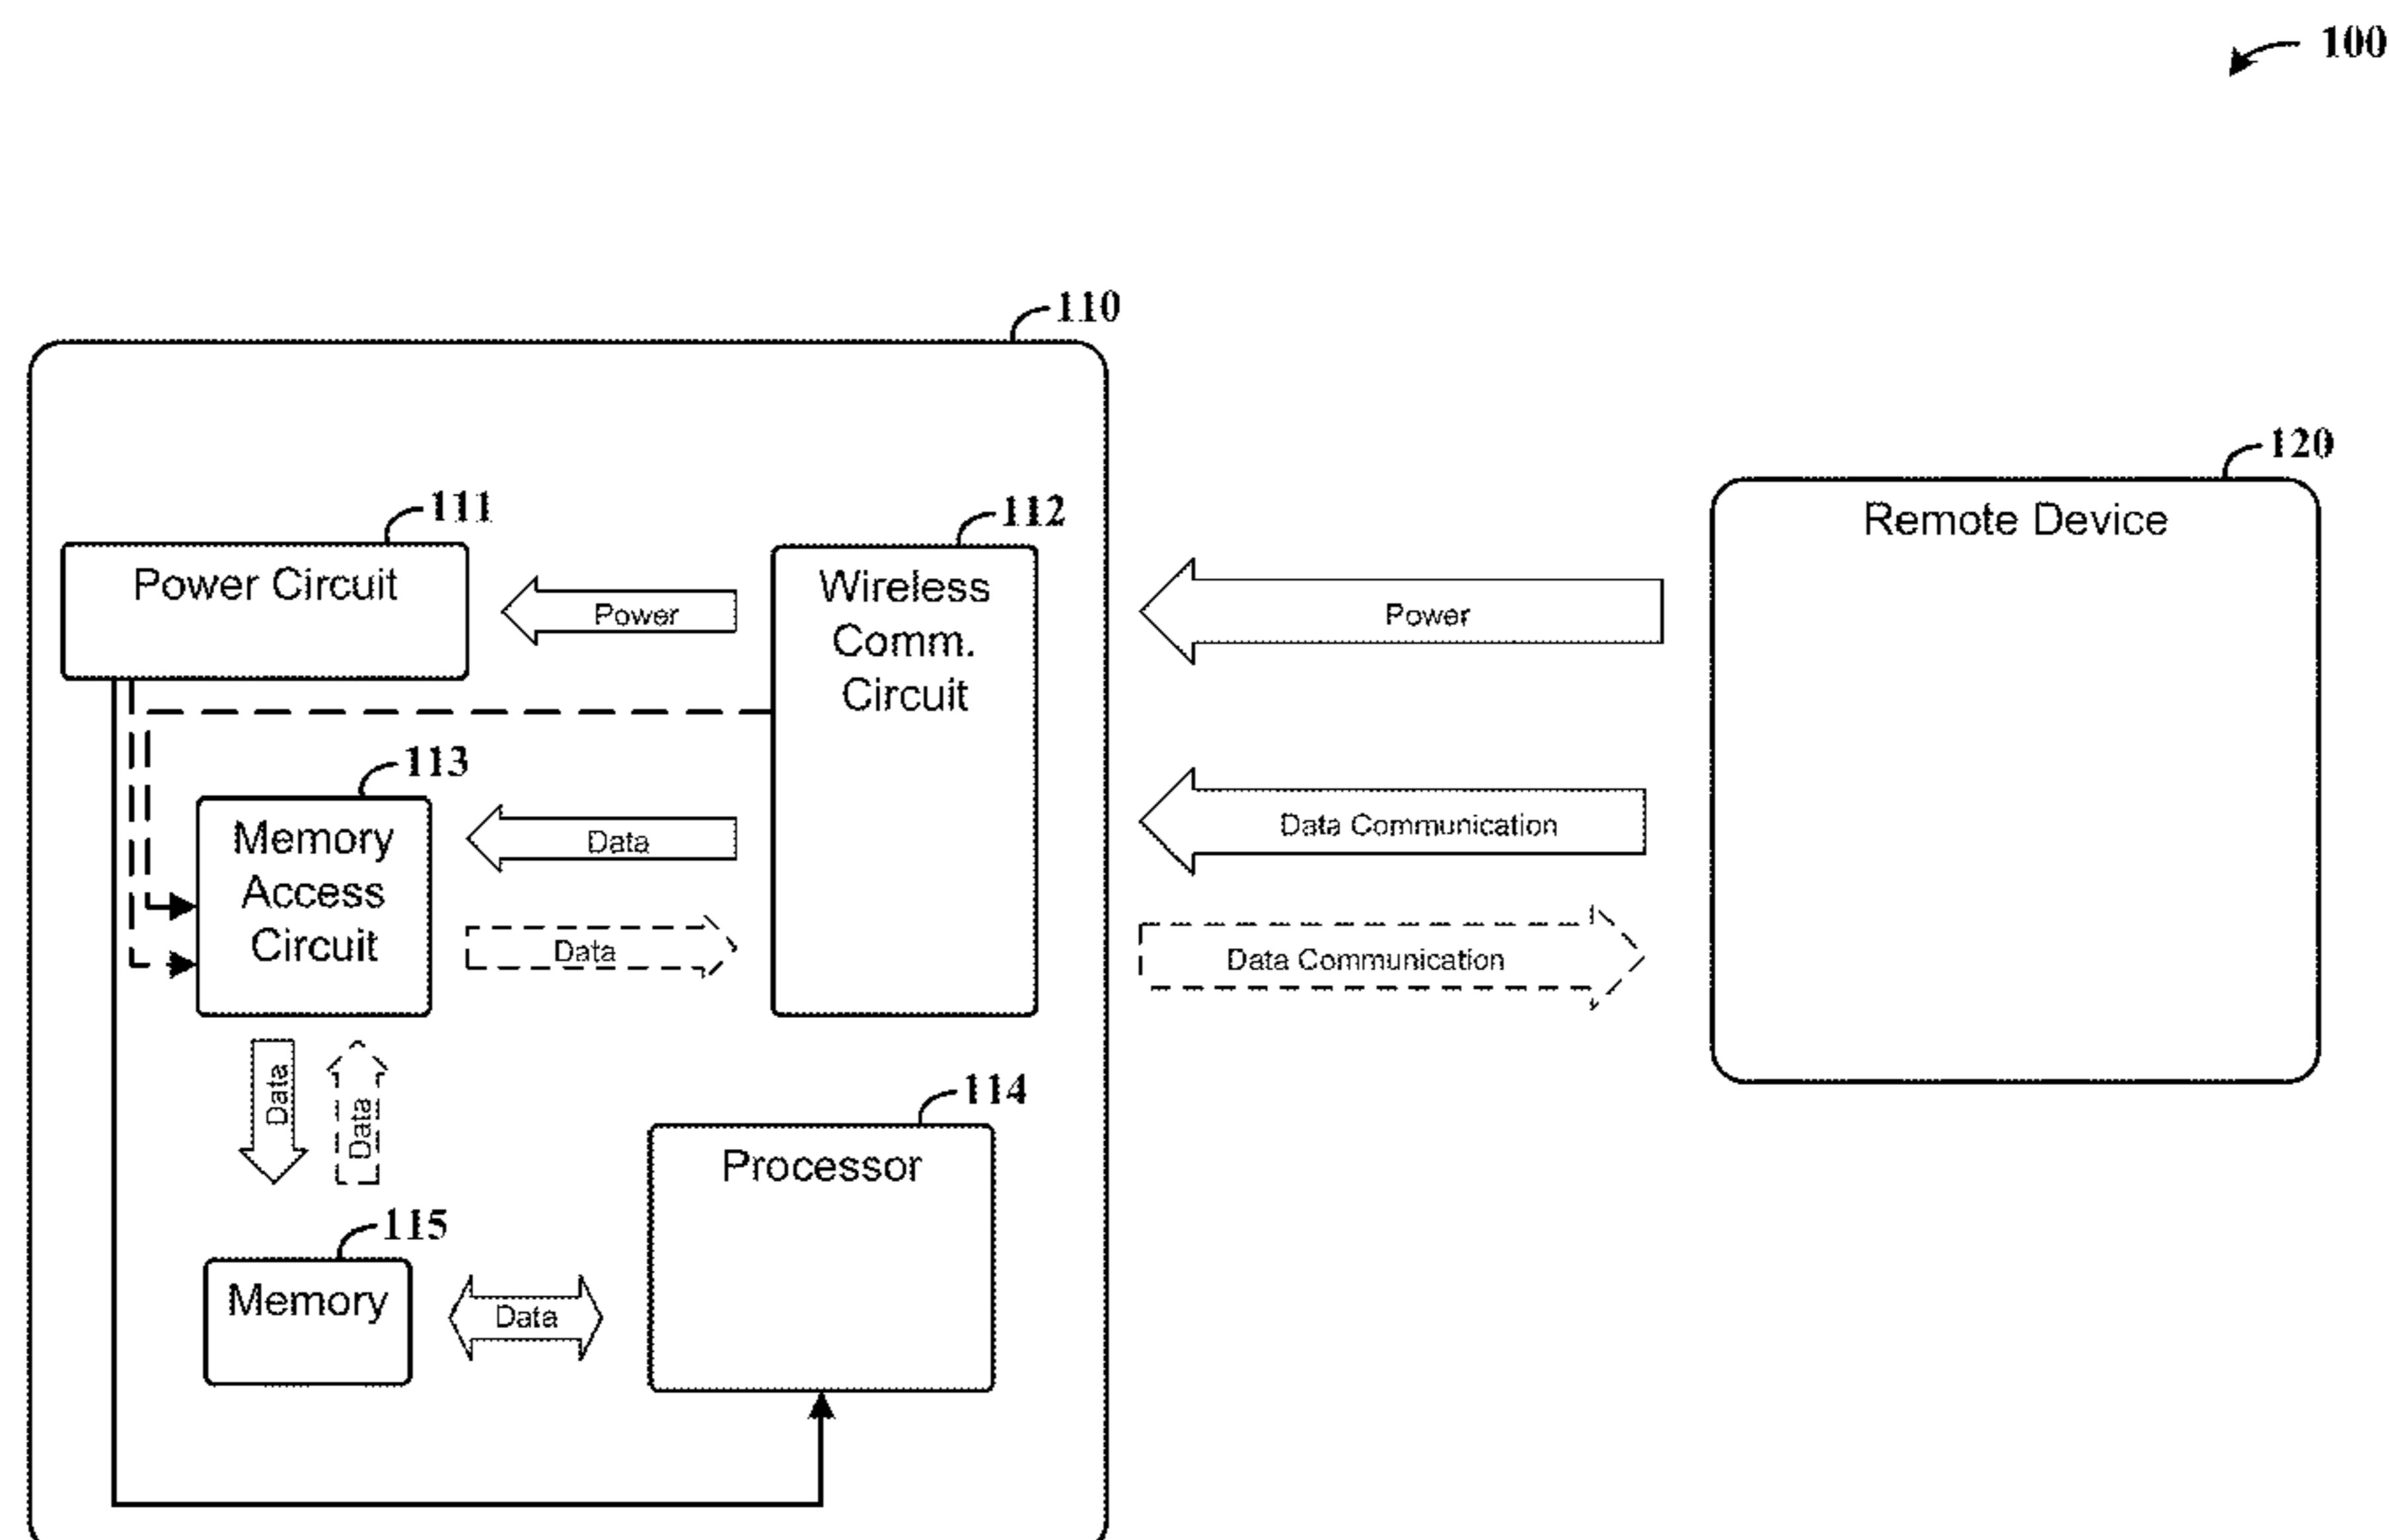 100
110
120
111
112
Remote Device
Power Circuit
Power
Wireless
Comm.
Circuit
Power
113
Memory
Access
Circuit
Data
Data Communication
Data
Data Communication
Data
Data
114
Processor
115
Memory
Data